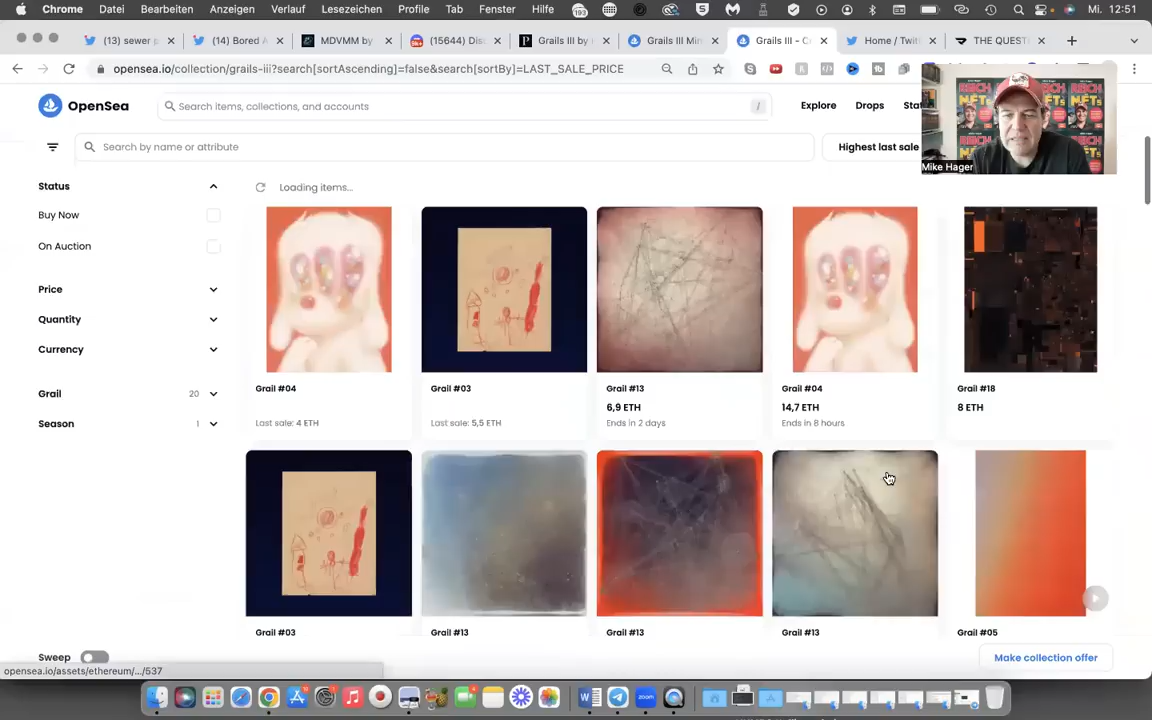 Chrome Datei Bearbeiten Anzeigen Verlauf Lesezeichen Profile Tab Fenster Hilfe 193 Mi. 12:51
(13) sewer p
(14) Bored A
MDVMM by
(15644) Dis
Grails III by
Grails III Min
Grails III - C
Home / Twit
THE QUEST
opensea.io/collection/grails-iii?search[sortAscending]=false&search[sortBy]=LAST_SALE_PRICE
OpenSea
Search items, collections, and accounts
/
Explore
Drops
Stat
Search by name or attribute
Highest last sale
REICH
NFTs
Mike Hager
Status
Loading items...
Buy Now
On Auction
Price
Quantity
Currency
Grail 20
Season 1
Grail #04
Last sale: 4 ETH
Grail #03
Last sale: 5,5 ETH
Grail #13
6,9 ETH
Ends in 2 days
Grail #04
14,7 ETH
Ends in 8 hours
Grail #18
8 ETH
Grail #03
Grail #13
Grail #13
Grail #13
Grail #05
Sweep
Make collection offer
opensea.io/assets/ethereum/.../537
zoom